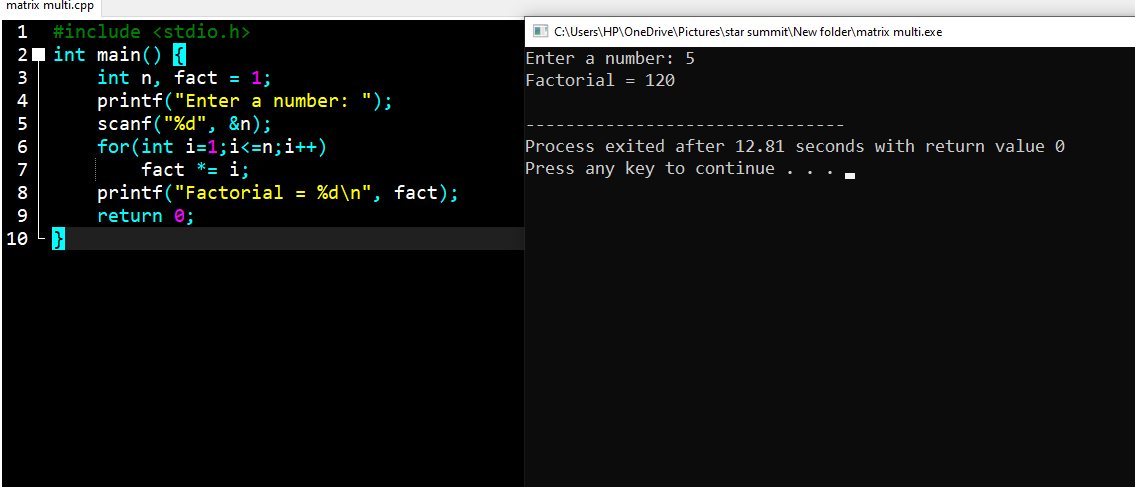 matrix multi.cpp
1 #include <stdio.h>
2 int main() {
3 int n, fact = 1;
4 printf("Enter a number: ");
5 scanf("%d", &n);
6 for(int i=1;i<=n;i++)
7 fact *= i;
8 printf("Factorial = %d\n", fact);
9 return 0;
10 }
C:\Users\HP\OneDrive\Pictures\star summit\New folder\matrix multi.exe
Enter a number: 5
Factorial = 120
--------------------------------
Process exited after 12.81 seconds with return value 0
Press any key to continue . . .